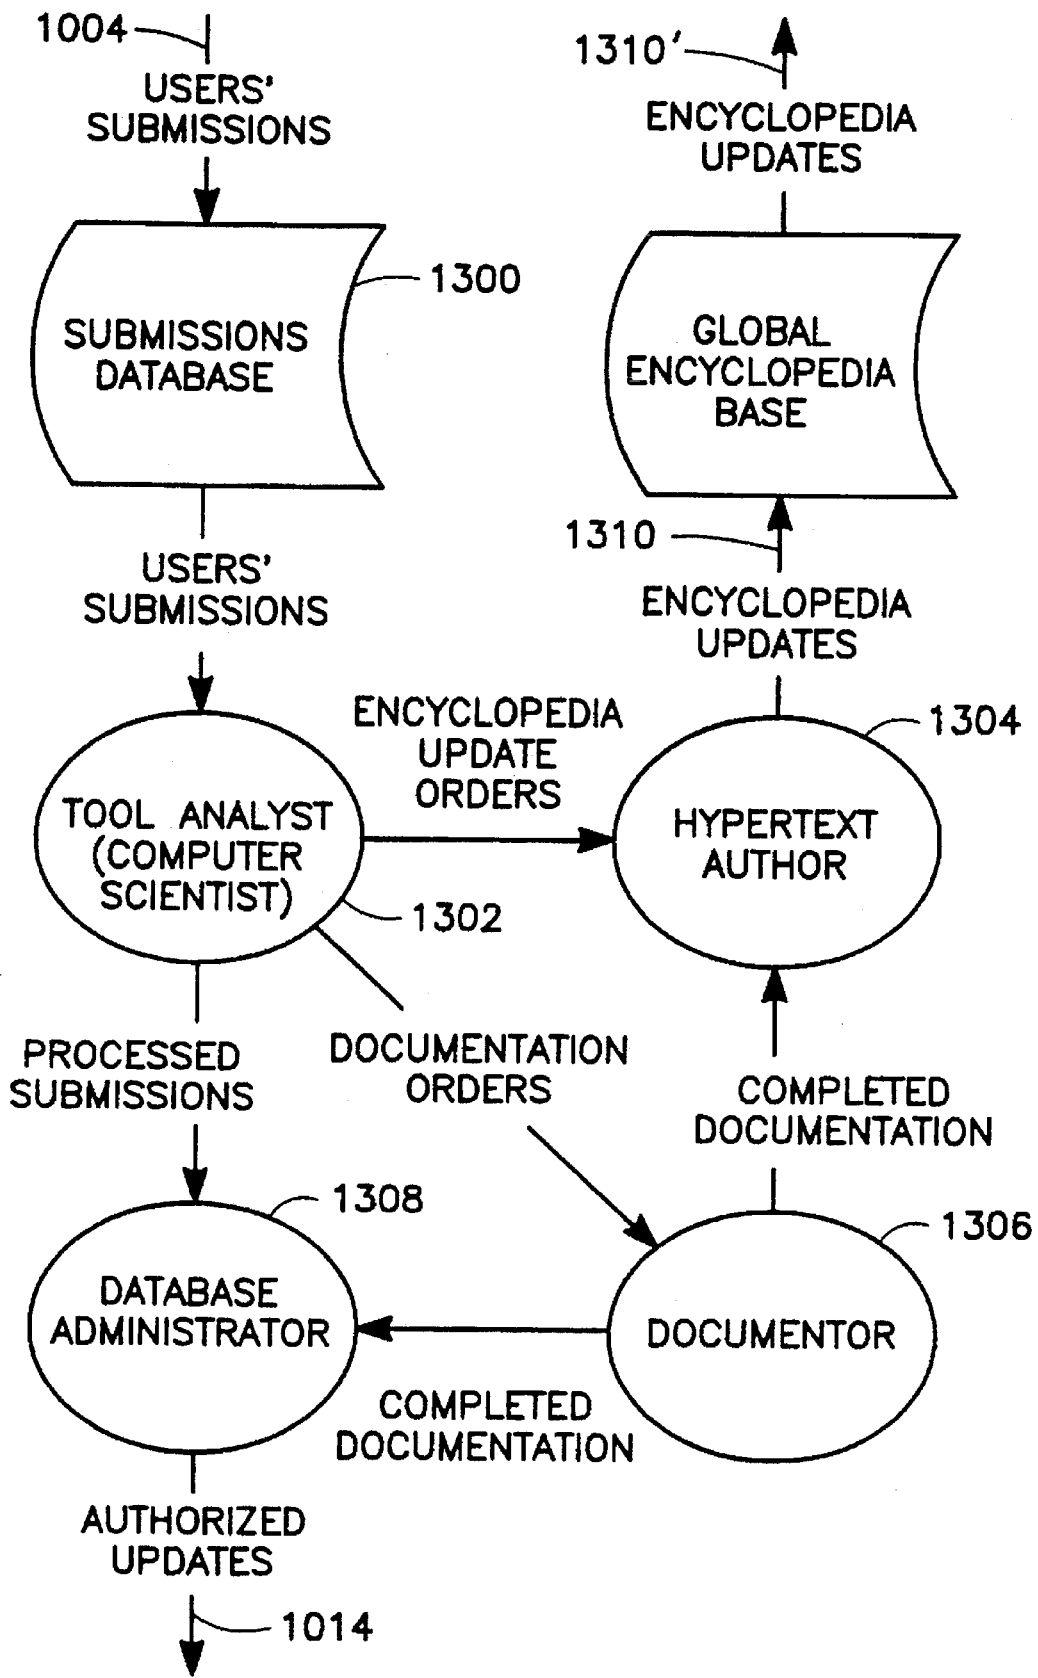 1004
USERS'
SUBMISSIONS
1310'
ENCYCLOPEDIA
UPDATES
1300
SUBMISSIONS
DATABASE
GLOBAL
ENCYCLOPEDIA
BASE
USERS'
SUBMISSIONS
1310
ENCYCLOPEDIA
UPDATES
ENCYCLOPEDIA
UPDATE
ORDERS
1304
TOOL ANALYST
(COMPUTER
SCIENTIST)
1302
HYPERTEXT
AUTHOR
PROCESSED
SUBMISSIONS
DOCUMENTATION
ORDERS
COMPLETED
DOCUMENTATION
1308
1306
DATABASE
ADMINISTRATOR
DOCUMENTOR
COMPLETED
DOCUMENTATION
AUTHORIZED
UPDATES
1014